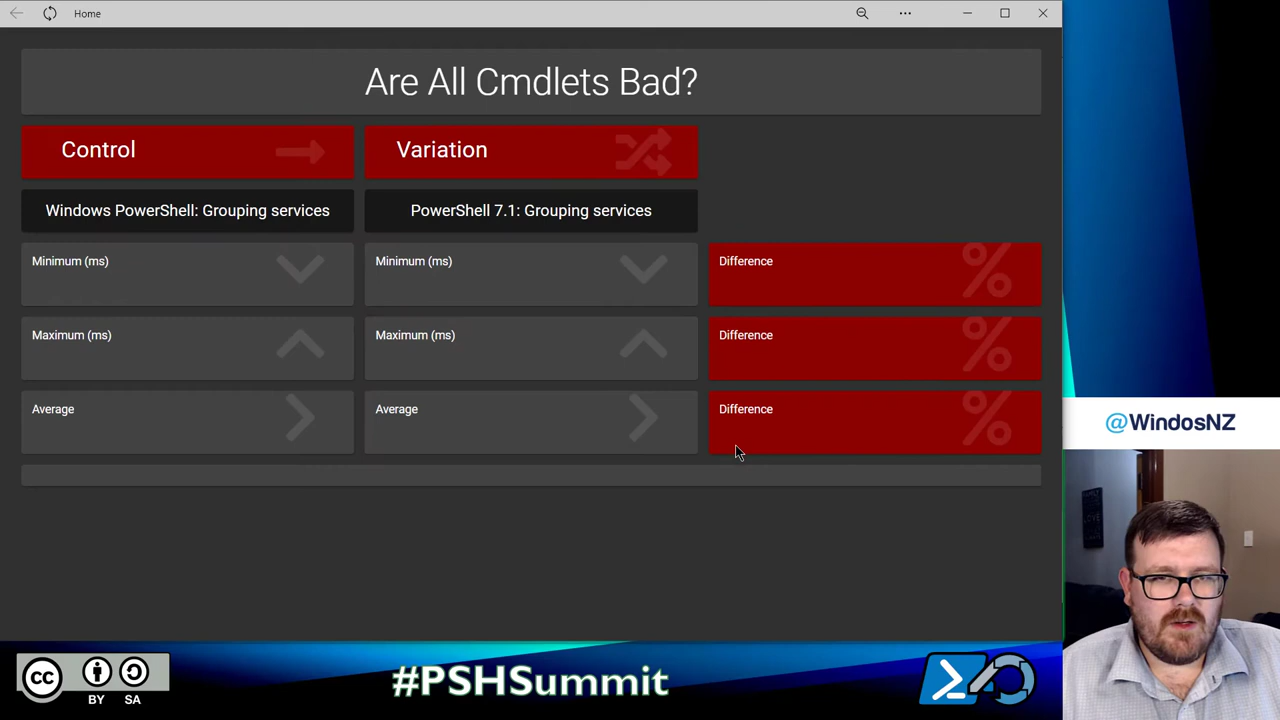 Home
Are All Cmdlets Bad?
Control
Variation
Windows PowerShell: Grouping services
PowerShell 7.1: Grouping services
Minimum (ms)
Minimum (ms)
Difference
Maximum (ms)
Maximum (ms)
Difference
Average
Average
Difference
@WindosNZ
CC
BY
SA
#PSHSummit